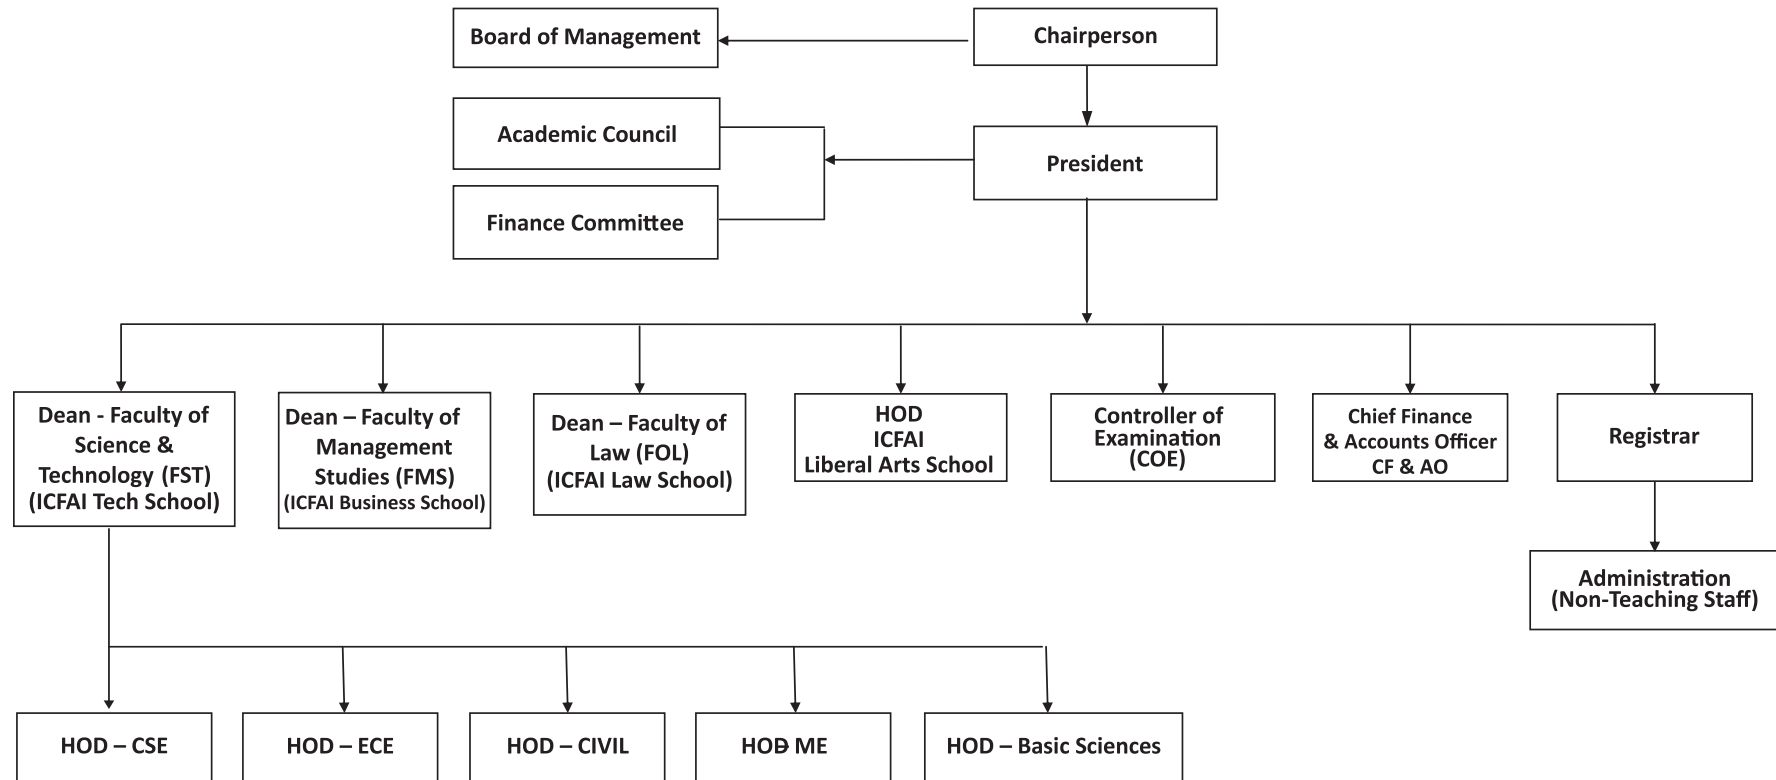 Board of Management
Chairperson
Academic Council
President
Finance Committee
Dean - Faculty of
Science &
Technology (FST)
(ICFAI Tech School)
Dean – Faculty of
Management
Studies (FMS)
(ICFAI Business School)
Dean – Faculty of
Law (FOL)
(ICFAI Law School)
HOD
ICFAI
Liberal Arts School
Controller of
Examination
(COE)
Chief Finance
& Accounts Officer
CF & AO
Registrar
Administration
(Non-Teaching Staff)
HOD – CSE
HOD – ECE
HOD – CIVIL
HOD– ME
HOD – Basic Sciences